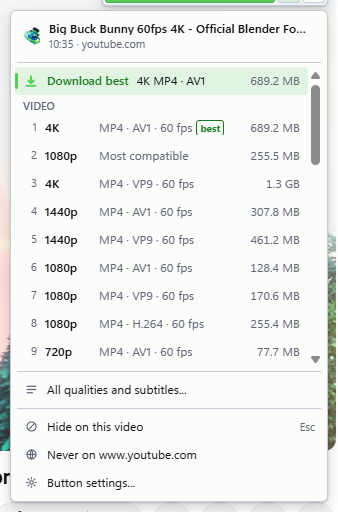 Big Buck Bunny 60fps 4K - Official Blender Fo...
10:35 · youtube.com
Download best 4K MP4 · AV1 689.2 MB
VIDEO
1 4K MP4 · AV1 · 60 fps best 689.2 MB
2 1080p Most compatible 255.5 MB
3 4K MP4 · VP9 · 60 fps 1.3 GB
4 1440p MP4 · AV1 · 60 fps 307.8 MB
5 1440p MP4 · VP9 · 60 fps 461.2 MB
6 1080p MP4 · AV1 · 60 fps 128.4 MB
7 1080p MP4 · VP9 · 60 fps 170.6 MB
8 1080p MP4 · H.264 · 60 fps 255.4 MB
9 720p MP4 · AV1 · 60 fps 77.7 MB
All qualities and subtitles...
Hide on this video Esc
Never on www.youtube.com
Button settings...